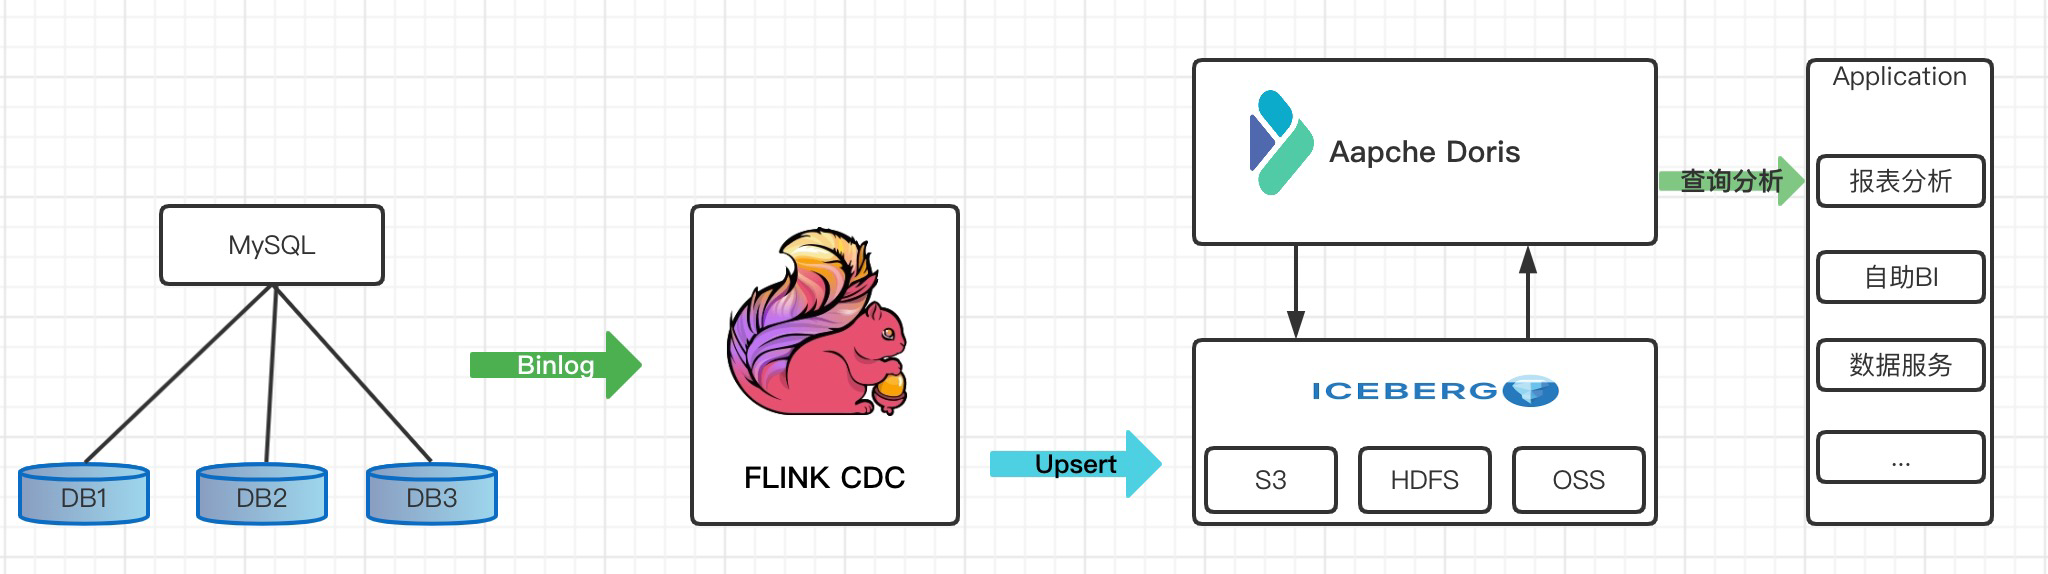 MySQL
DB1
DB2
DB3
Binlog
FLINK CDC
Upsert
Aapche Doris
ICEBERG
S3
HDFS
OSS
查询分析
Application
报表分析
自助BI
数据服务
...